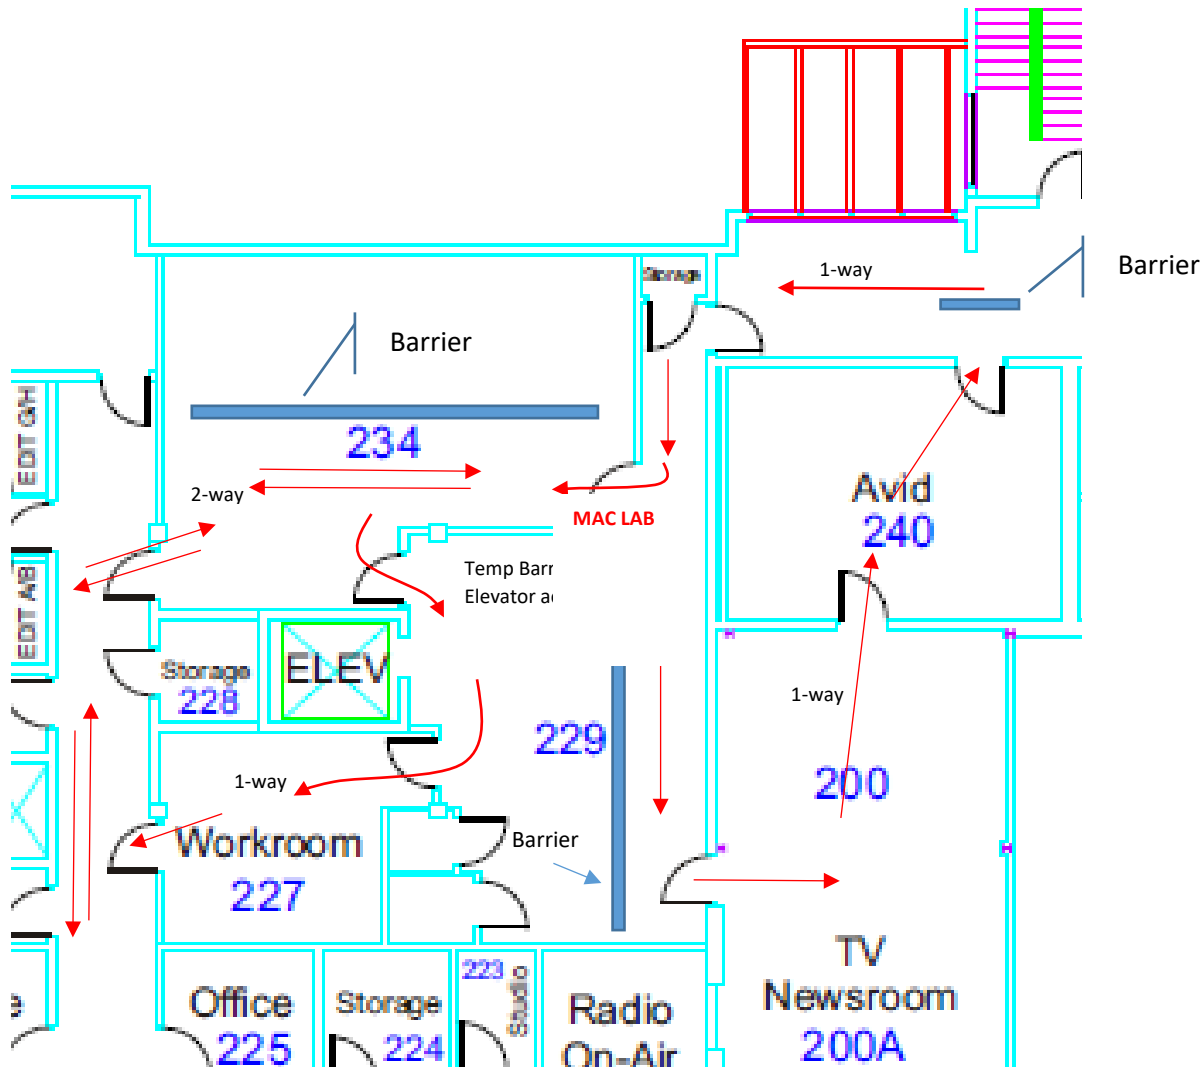 Storage
1-way
Barrier
Barrier
EDIT G/H
234
2-way
MAC LAB
Avid
240
Temp Barr
Elevator a
EDIT A/B
Storage
228
ELEV
1-way
229
1-way
200
Workroom
227
Barrier
TV
Newsroom
200A
Office
225
Storage
224
223
Studio
Radio
On-Air
e